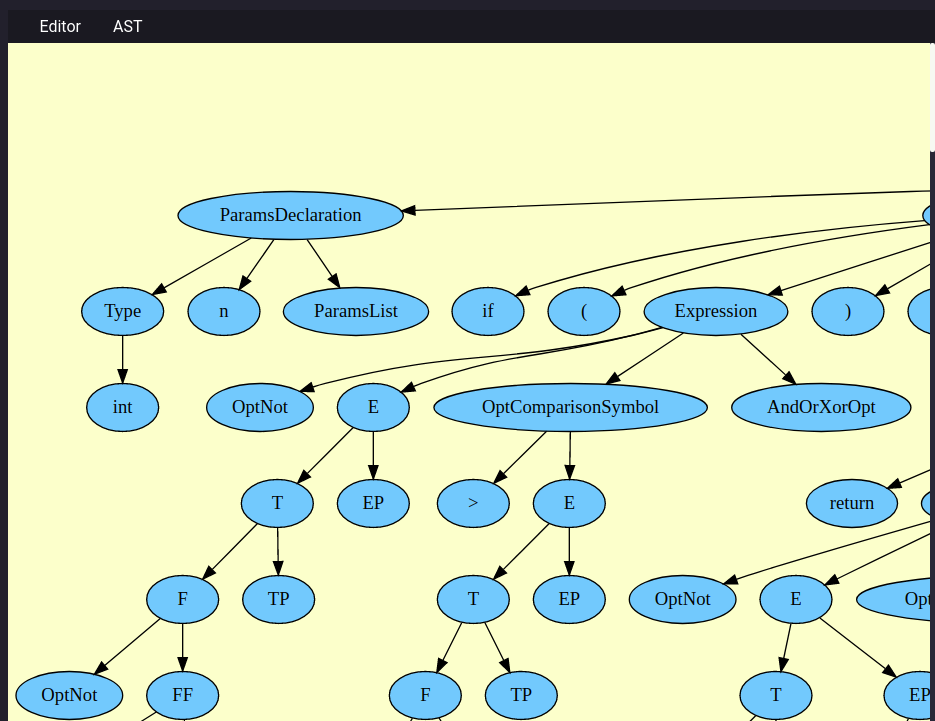 Editor AST
ParamsDeclaration
Type n ParamsList if ( Expression )
int OptNot E OptComparisonSymbol AndOrXorOpt
T EP > E return
F TP T EP OptNot E Opt
OptNot FF F TP T EP